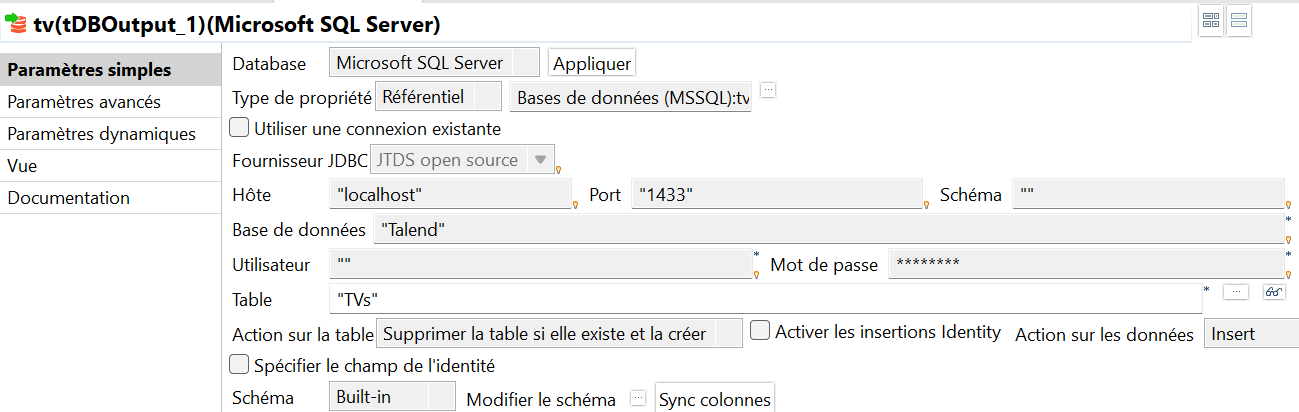 tv(tDBOutput_1)(Microsoft SQL Server)
Paramètres simples
Paramètres avancés
Paramètres dynamiques
Vue
Documentation
Database Microsoft SQL Server Appliquer
Type de propriété Référentiel Bases de données (MSSQL):tv ...
Utiliser une connexion existante
Fournisseur JDBC JTDS open source
Hôte "localhost" Port "1433" Schéma ""
Base de données "Talend" *
Utilisateur "" * Mot de passe ******** *
Table "TVs" * ...
Action sur la table Supprimer la table si elle existe et la créer Activer les insertions Identity Action sur les données Insert
Spécifier le champ de l'identité
Schéma Built-in Modifier le schéma ... Sync colonnes